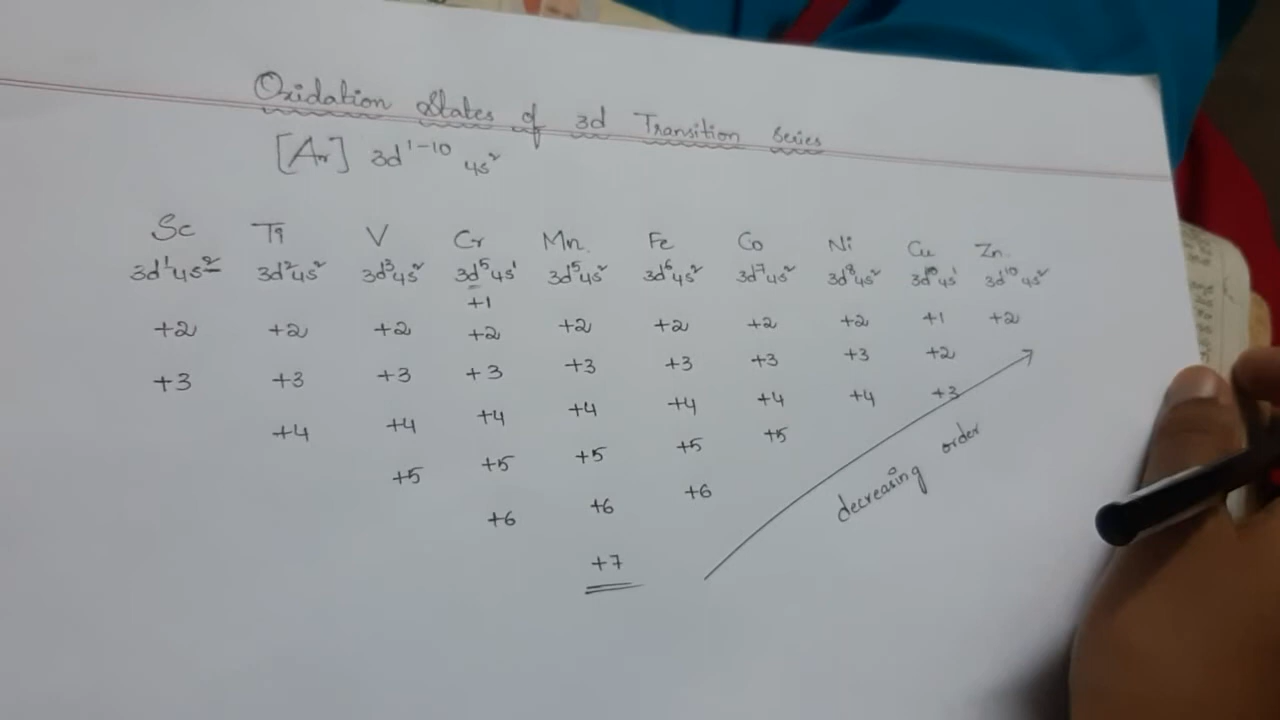 Oxidation States of 3d Transition Series
[Ar] 3d¹⁻¹⁰ 4s²
Sc Ti V Cr Mn Fe Co Ni Cu Zn
3d¹4s² 3d²4s² 3d³4s² 3d⁵4s¹ 3d⁵4s² 3d⁶4s² 3d⁷4s² 3d⁸4s² 3d¹⁰4s¹ 3d¹⁰4s²
+1
+2 +2 +2 +2 +2 +2 +2 +2 +1 +2
+3 +3 +3 +3 +3 +3 +3 +3 +2
+4 +4 +4 +4 +4 +4 +4 +3
+5 +5 +5 +5 +5
+6 +6 +6
+7
decreasing order